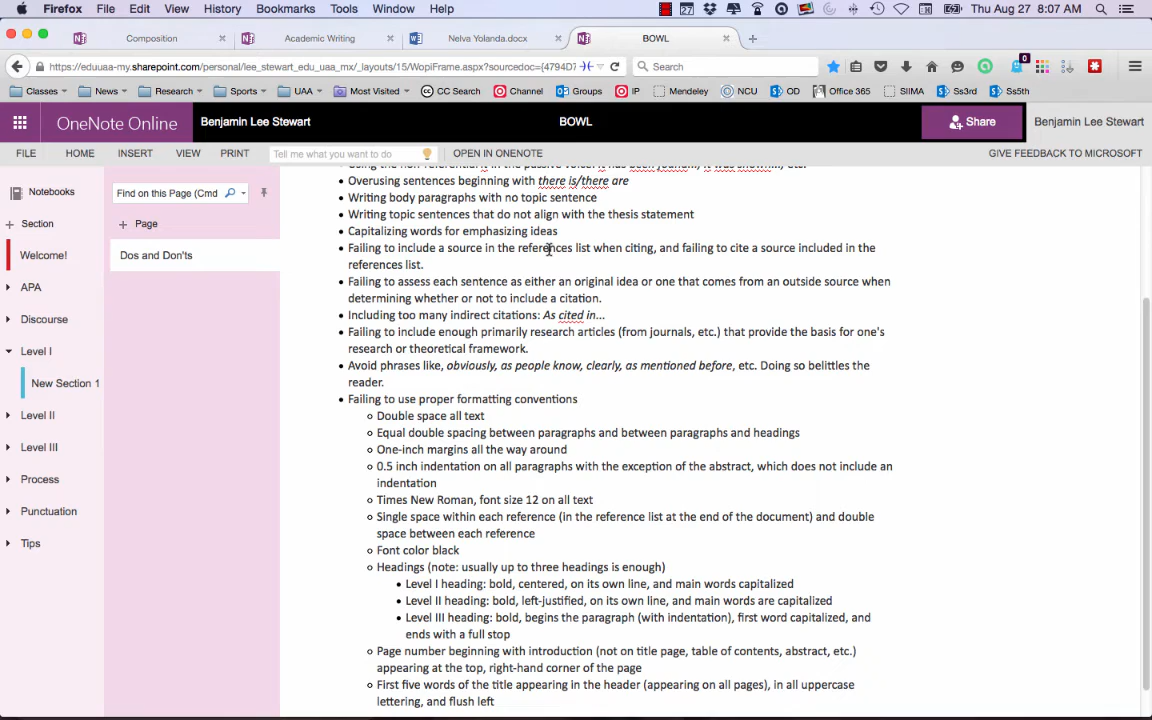 Firefox File Edit View History Bookmarks Tools Window Help 27 Thu Aug 27 8:07 AM
Composition Academic Writing Nelva Yolanda.docx BOWL
https://eduuaa-my.sharepoint.com/personal/lee_stewart_edu_uaa_mx/_layouts/15/WopiFrame.aspx?sourcedoc={4794D7 Search 0
Classes News Research Sports UAA Most Visited CC Search Channel Groups IP Mendeley NCU OD Office 365 SIIMA Ss3rd Ss5th
OneNote Online Benjamin Lee Stewart BOWL Share Benjamin Lee Stewart
FILE HOME INSERT VIEW PRINT Tell me what you want to do OPEN IN ONENOTE GIVE FEEDBACK TO MICROSOFT
Notebooks
Section
Welcome!
APA
Discourse
Level I
New Section 1
Level II
Level III
Process
Punctuation
Tips
Find on this Page (Cmd
Page
Dos and Don'ts
• Overusing sentences beginning with there is/there are
• Writing body paragraphs with no topic sentence
• Writing topic sentences that do not align with the thesis statement
• Capitalizing words for emphasizing ideas
• Failing to include a source in the references list when citing, and failing to cite a source included in the
references list.
• Failing to assess each sentence as either an original idea or one that comes from an outside source when
determining whether or not to include a citation.
• Including too many indirect citations: As cited in...
• Failing to include enough primarily research articles (from journals, etc.) that provide the basis for one's
research or theoretical framework.
• Avoid phrases like, obviously, as people know, clearly, as mentioned before, etc. Doing so belittles the
reader.
• Failing to use proper formatting conventions
○ Double space all text
○ Equal double spacing between paragraphs and between paragraphs and headings
○ One-inch margins all the way around
○ 0.5 inch indentation on all paragraphs with the exception of the abstract, which does not include an
indentation
○ Times New Roman, font size 12 on all text
○ Single space within each reference (in the reference list at the end of the document) and double
space between each reference
○ Font color black
○ Headings (note: usually up to three headings is enough)
• Level I heading: bold, centered, on its own line, and main words capitalized
• Level II heading: bold, left-justified, on its own line, and main words are capitalized
• Level III heading: bold, begins the paragraph (with indentation), first word capitalized, and
ends with a full stop
○ Page number beginning with introduction (not on title page, table of contents, abstract, etc.)
appearing at the top, right-hand corner of the page
○ First five words of the title appearing in the header (appearing on all pages), in all uppercase
lettering, and flush left